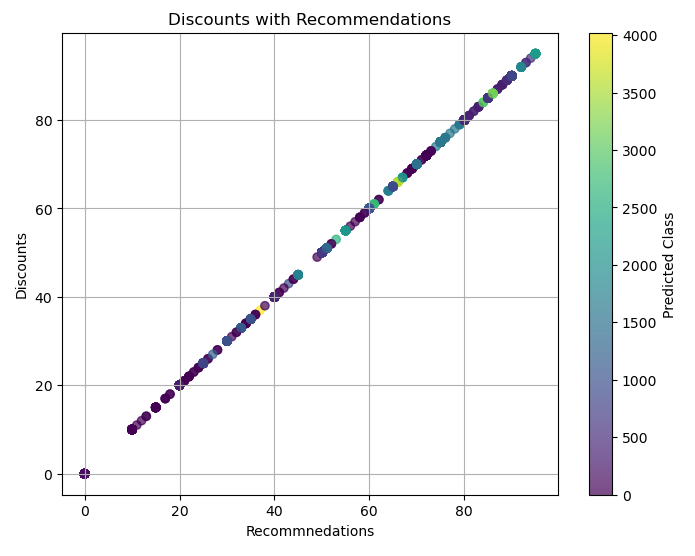 Discounts with Recommendations
Discounts
80
60
40
20
0
0 20 40 60 80
Recommnedations
4000
3500
3000
2500
2000
1500
1000
500
0
Predicted Class